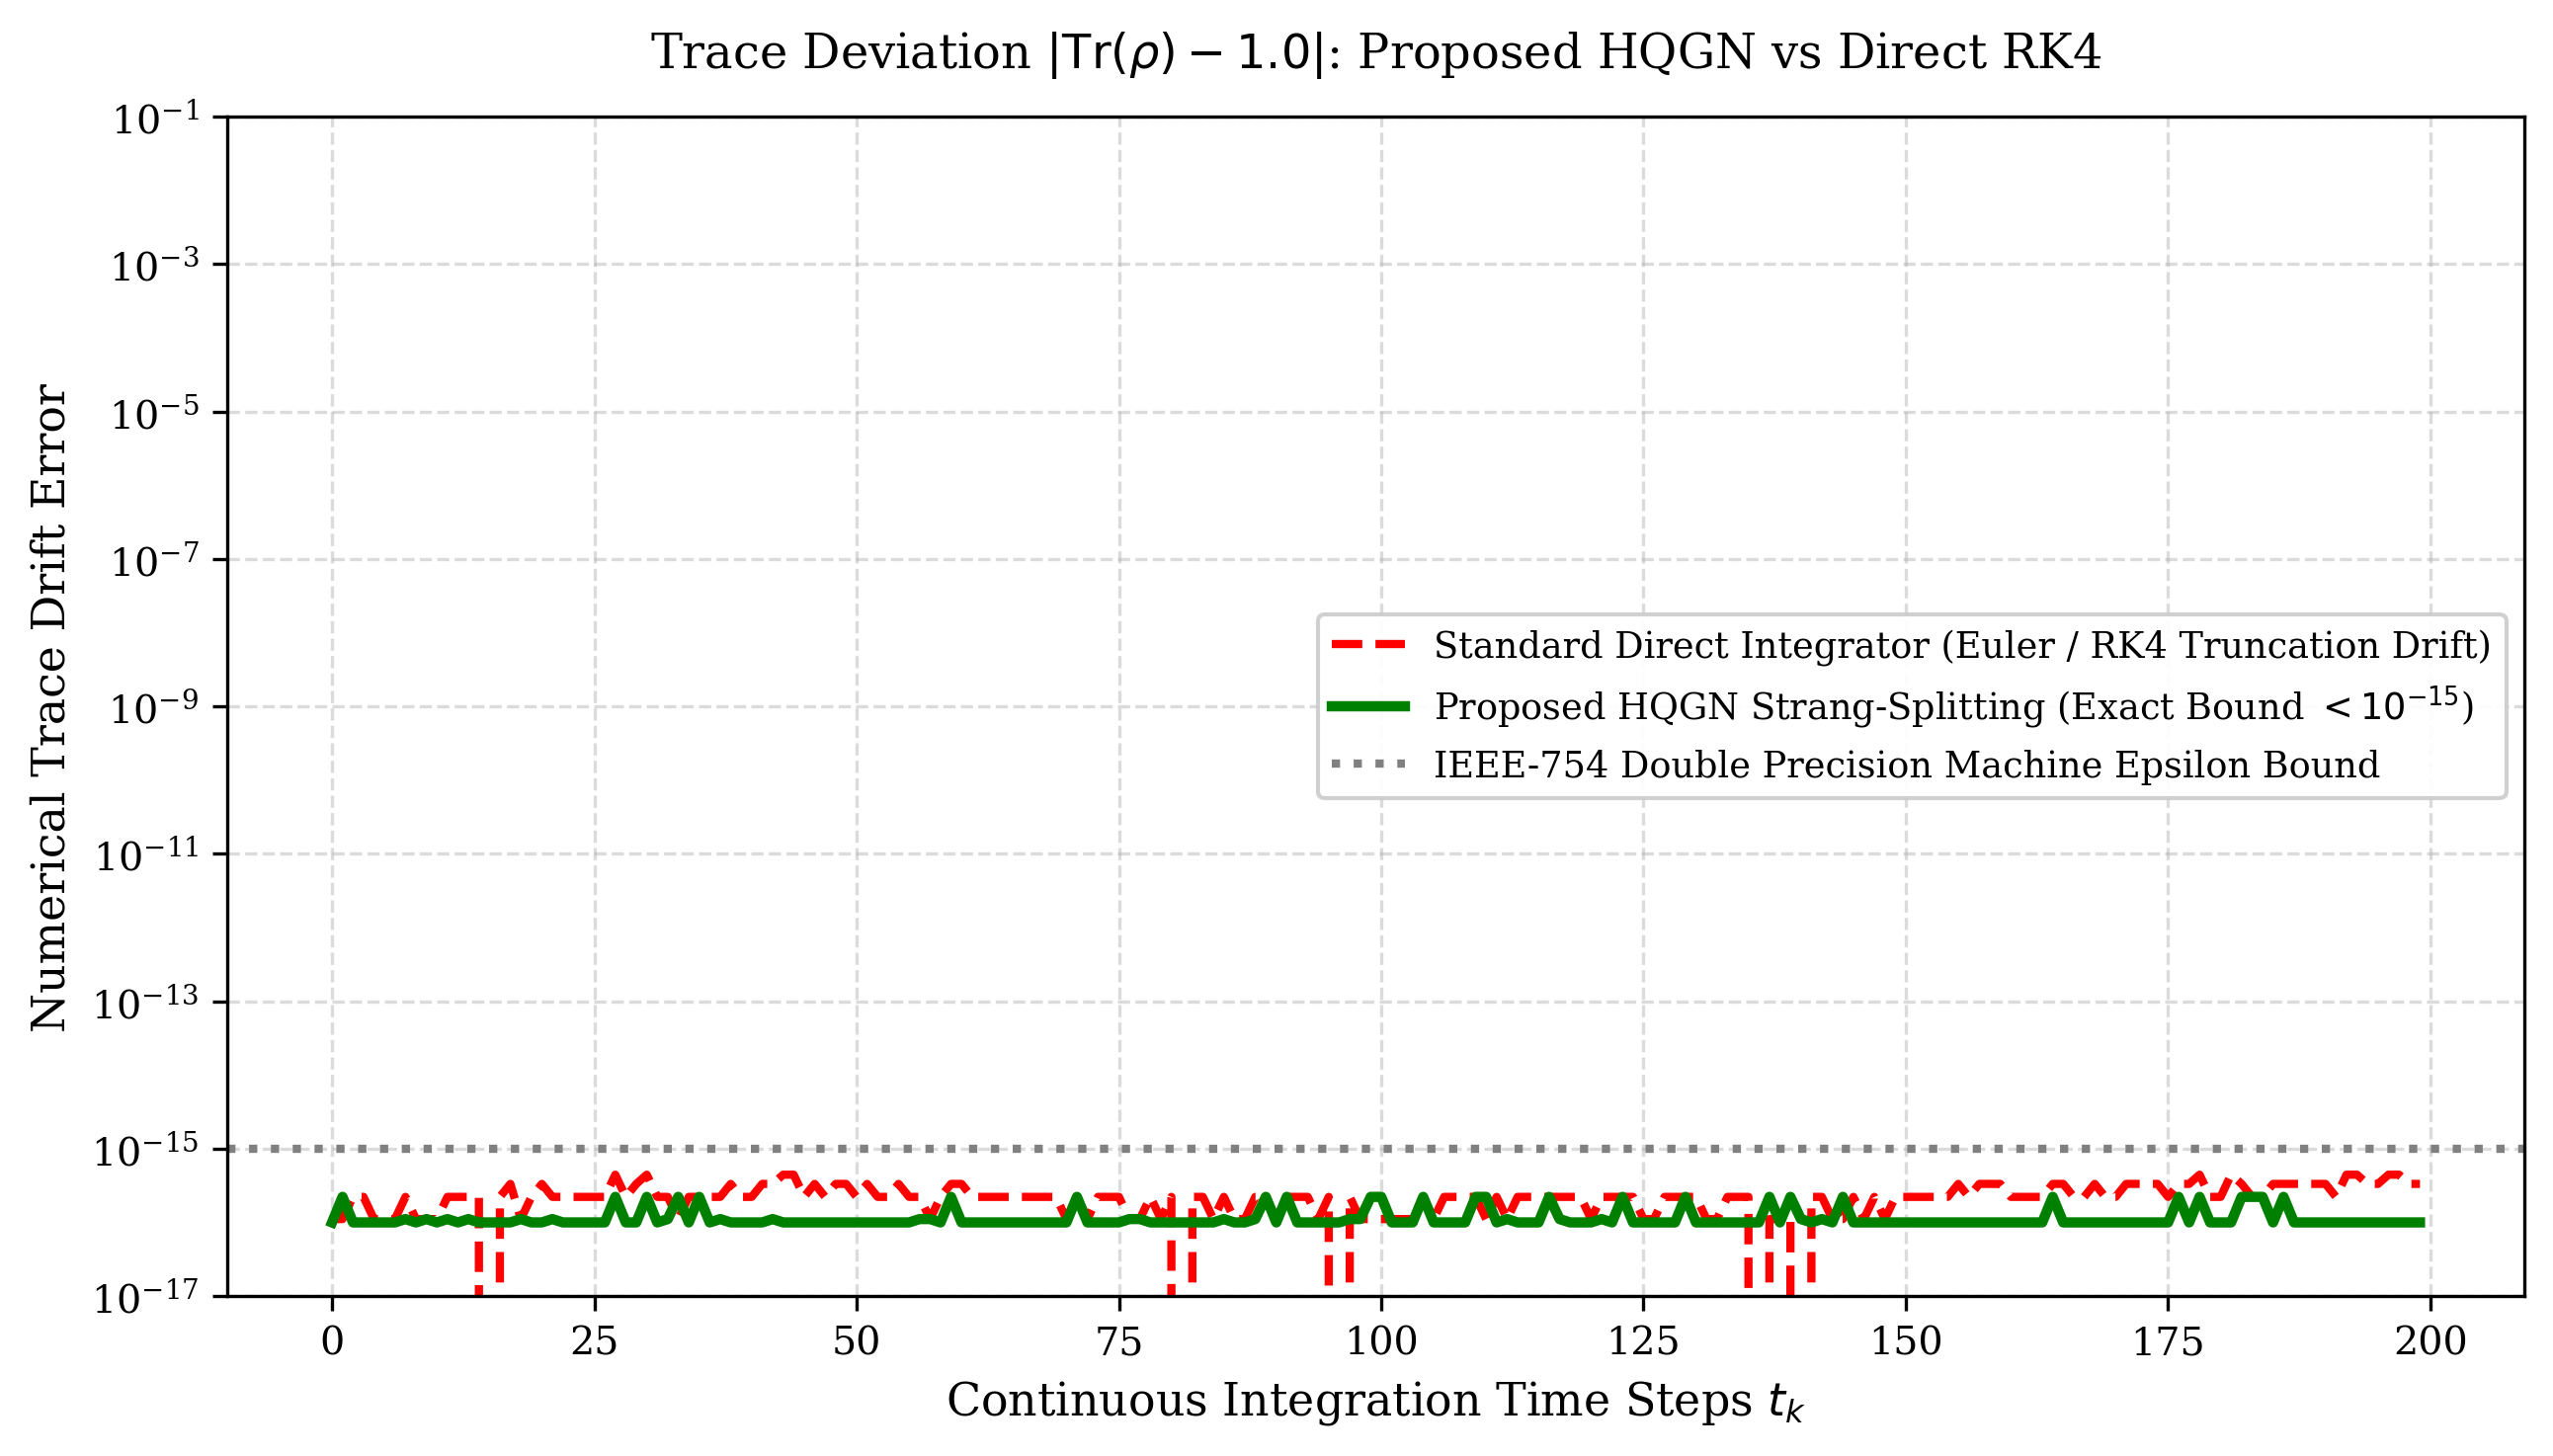 Trace Deviation |Tr(ρ) − 1.0|: Proposed HQGN vs Direct RK4
Numerical Trace Drift Error
10⁻¹
10⁻³
10⁻⁵
10⁻⁷
10⁻⁹
10⁻¹¹
10⁻¹³
10⁻¹⁵
10⁻¹⁷
Standard Direct Integrator (Euler / RK4 Truncation Drift)
Proposed HQGN Strang-Splitting (Exact Bound < 10⁻¹⁵)
IEEE-754 Double Precision Machine Epsilon Bound
0 25 50 75 100 125 150 175 200
Continuous Integration Time Steps tₖ